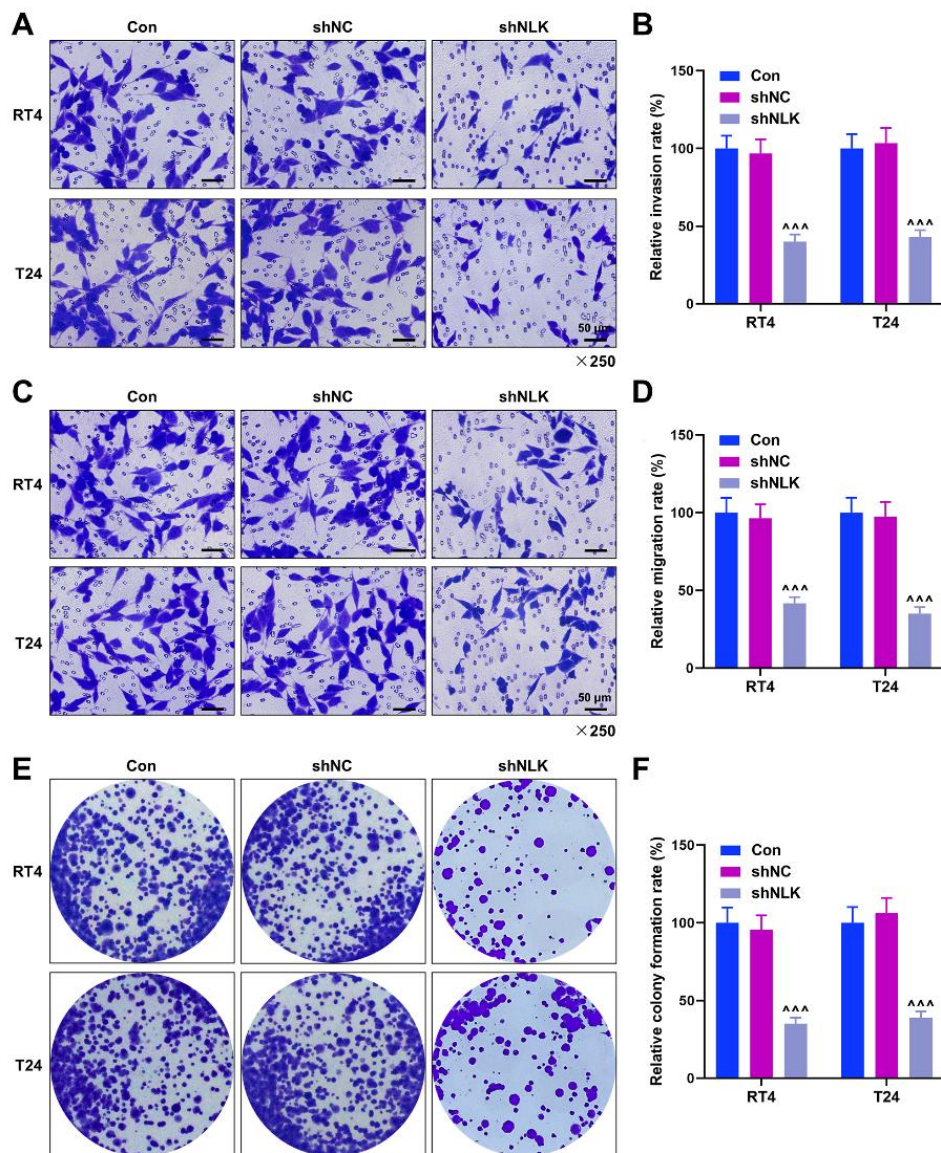 A
Con
shNC
shNLK
RT4
T24
50 μm
×250
B
Relative invasion rate (%)
150
100
50
0
Con
shNC
shNLK
^^^
^^^
RT4
T24
C
Con
shNC
shNLK
RT4
T24
50 μm
×250
D
Relative migration rate (%)
150
100
50
0
Con
shNC
shNLK
^^^
^^^
RT4
T24
E
Con
shNC
shNLK
RT4
T24
F
Relative colony formation rate (%)
150
100
50
0
Con
shNC
shNLK
^^^
^^^
RT4
T24